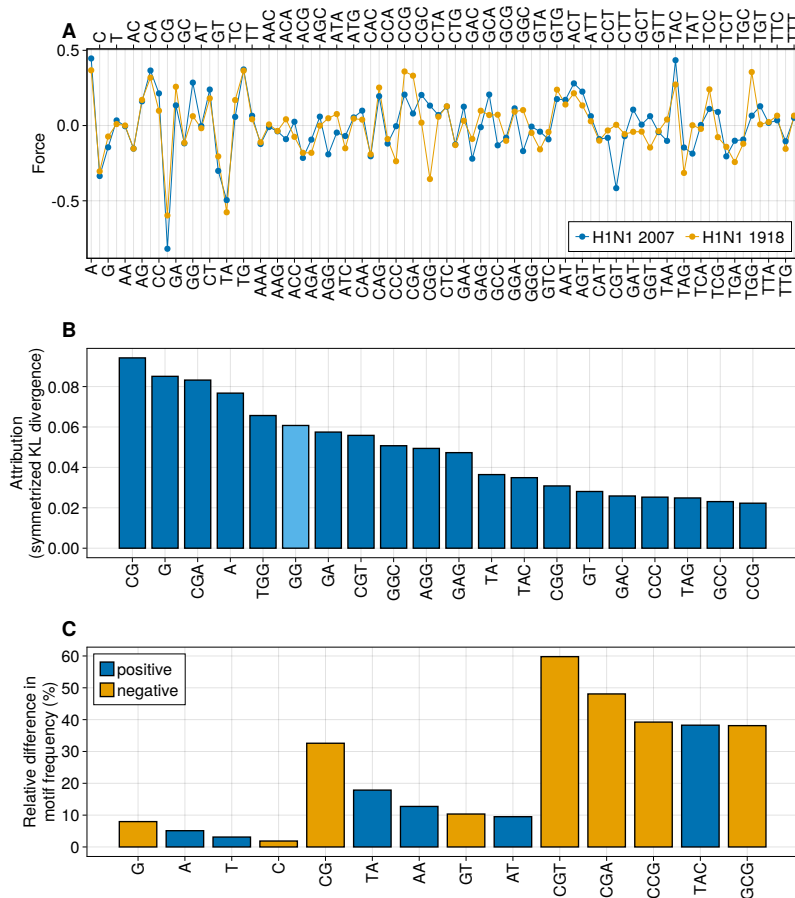 A
C T AC CA CG GC AT GT TC TT AAC ACA ACG AGC ATA ATG CAC CCA CCG CGC CTA CTG GAC GCA GCG GGC GTA GTG ACT ATT CCT CTT GCT GTT TAC TAT TCC TCT TGC TGT TTC TTT
0.5
0.0
-0.5
Force
H1N1 2007 H1N1 1918
A G AA AG CC GA GG CT TA TG AAA AAG ACC AGA AGG ATC CAA CAG CCC CGA CGG CTC GAA GAG GCC GGA GGG GTC AAT AGT CAT CGT GAT GGT TAA TAG TCA TCG TGA TGG TTA TTG
B
Attribution
(symmetrized KL divergence)
0.08
0.06
0.04
0.02
0.00
CG G CGA A TGG GG GA CGT GGC AGG GAG TA TAC CGG GT GAC CCC TAG GCC CCG
C
Relative difference in
motif frequency (%)
60
50
40
30
20
10
0
positive
negative
G A T C CG TA AA GT AT CGT CGA CCG TAC GCG